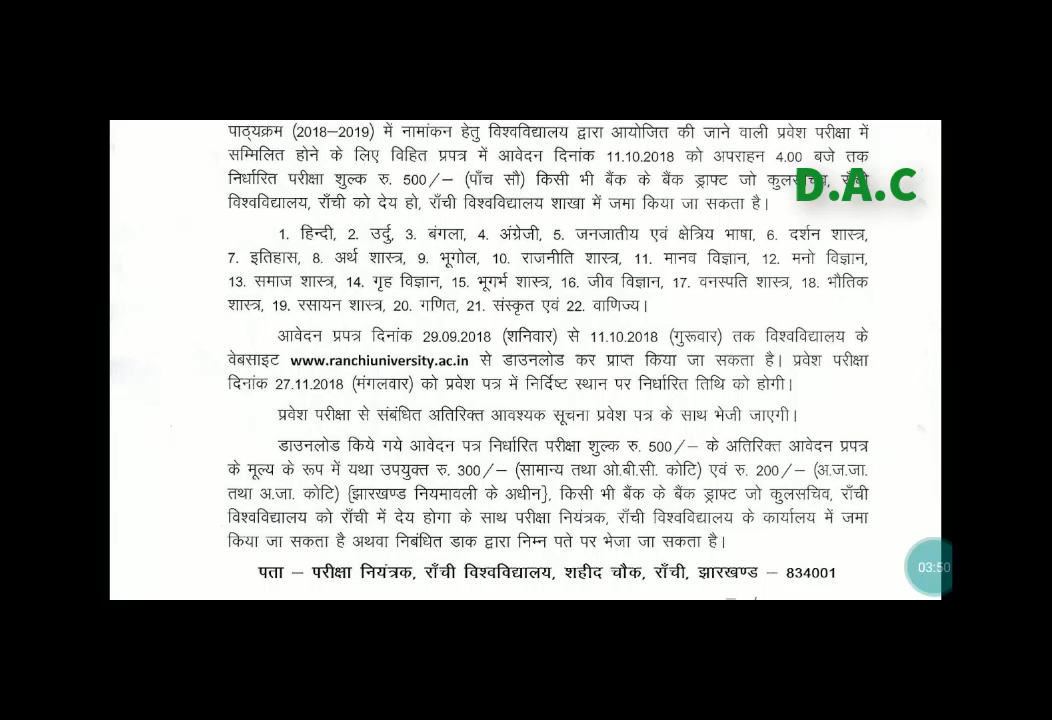 पाठ्यक्रम (2018–2019) में नामांकन हेतु विश्वविद्यालय द्वारा आयोजित की जाने वाली प्रवेश परीक्षा में
सम्मिलित होने के लिए विहित प्रपत्र में आवेदन दिनांक 11.10.2018 को अपराहन 4.00 बजे तक
निर्धारित परीक्षा शुल्क रु. 500/– (पाँच सौ) किसी भी बैंक के बैंक ड्राफ्ट जो कुलसचिव, राँची
D.A.C
विश्वविद्यालय, राँची को देय हो, राँची विश्वविद्यालय शाखा में जमा किया जा सकता है।
1. हिन्दी, 2. उर्दु, 3. बंगला, 4. अंग्रेजी, 5. जनजातीय एवं क्षेत्रिय भाषा, 6. दर्शन शास्त्र,
7. इतिहास, 8. अर्थ शास्त्र, 9. भूगोल, 10. राजनीति शास्त्र, 11. मानव विज्ञान, 12. मनो विज्ञान,
13. समाज शास्त्र, 14. गृह विज्ञान, 15. भूगर्भ शास्त्र, 16. जीव विज्ञान, 17. वनस्पति शास्त्र, 18. भौतिक
शास्त्र, 19. रसायन शास्त्र, 20. गणित, 21. संस्कृत एवं 22. वाणिज्य।
आवेदन प्रपत्र दिनांक 29.09.2018 (शनिवार) से 11.10.2018 (गुरूवार) तक विश्वविद्यालय के
वेबसाइट www.ranchiuniversity.ac.in से डाउनलोड कर प्राप्त किया जा सकता है। प्रवेश परीक्षा
दिनांक 27.11.2018 (मंगलवार) को प्रवेश पत्र में निर्दिष्ट स्थान पर निर्धारित तिथि को होगी।
प्रवेश परीक्षा से संबंधित अतिरिक्त आवश्यक सूचना प्रवेश पत्र के साथ भेजी जाएगी।
डाउनलोड किये गये आवेदन पत्र निर्धारित परीक्षा शुल्क रु. 500/– के अतिरिक्त आवेदन प्रपत्र
के मूल्य के रूप में यथा उपयुक्त रु. 300/– (सामान्य तथा ओ.बी.सी. कोटि) एवं रु. 200/– (अ.ज.जा.
तथा अ.जा. कोटि) {झारखण्ड नियमावली के अधीन}, किसी भी बैंक के बैंक ड्राफ्ट जो कुलसचिव, राँची
विश्वविद्यालय को राँची में देय होगा के साथ परीक्षा नियंत्रक, राँची विश्वविद्यालय के कार्यालय में जमा
किया जा सकता है अथवा निबंधित डाक द्वारा निम्न पते पर भेजा जा सकता है।
03:50
पता – परीक्षा नियंत्रक, राँची विश्वविद्यालय, शहीद चौक, राँची, झारखण्ड – 834001